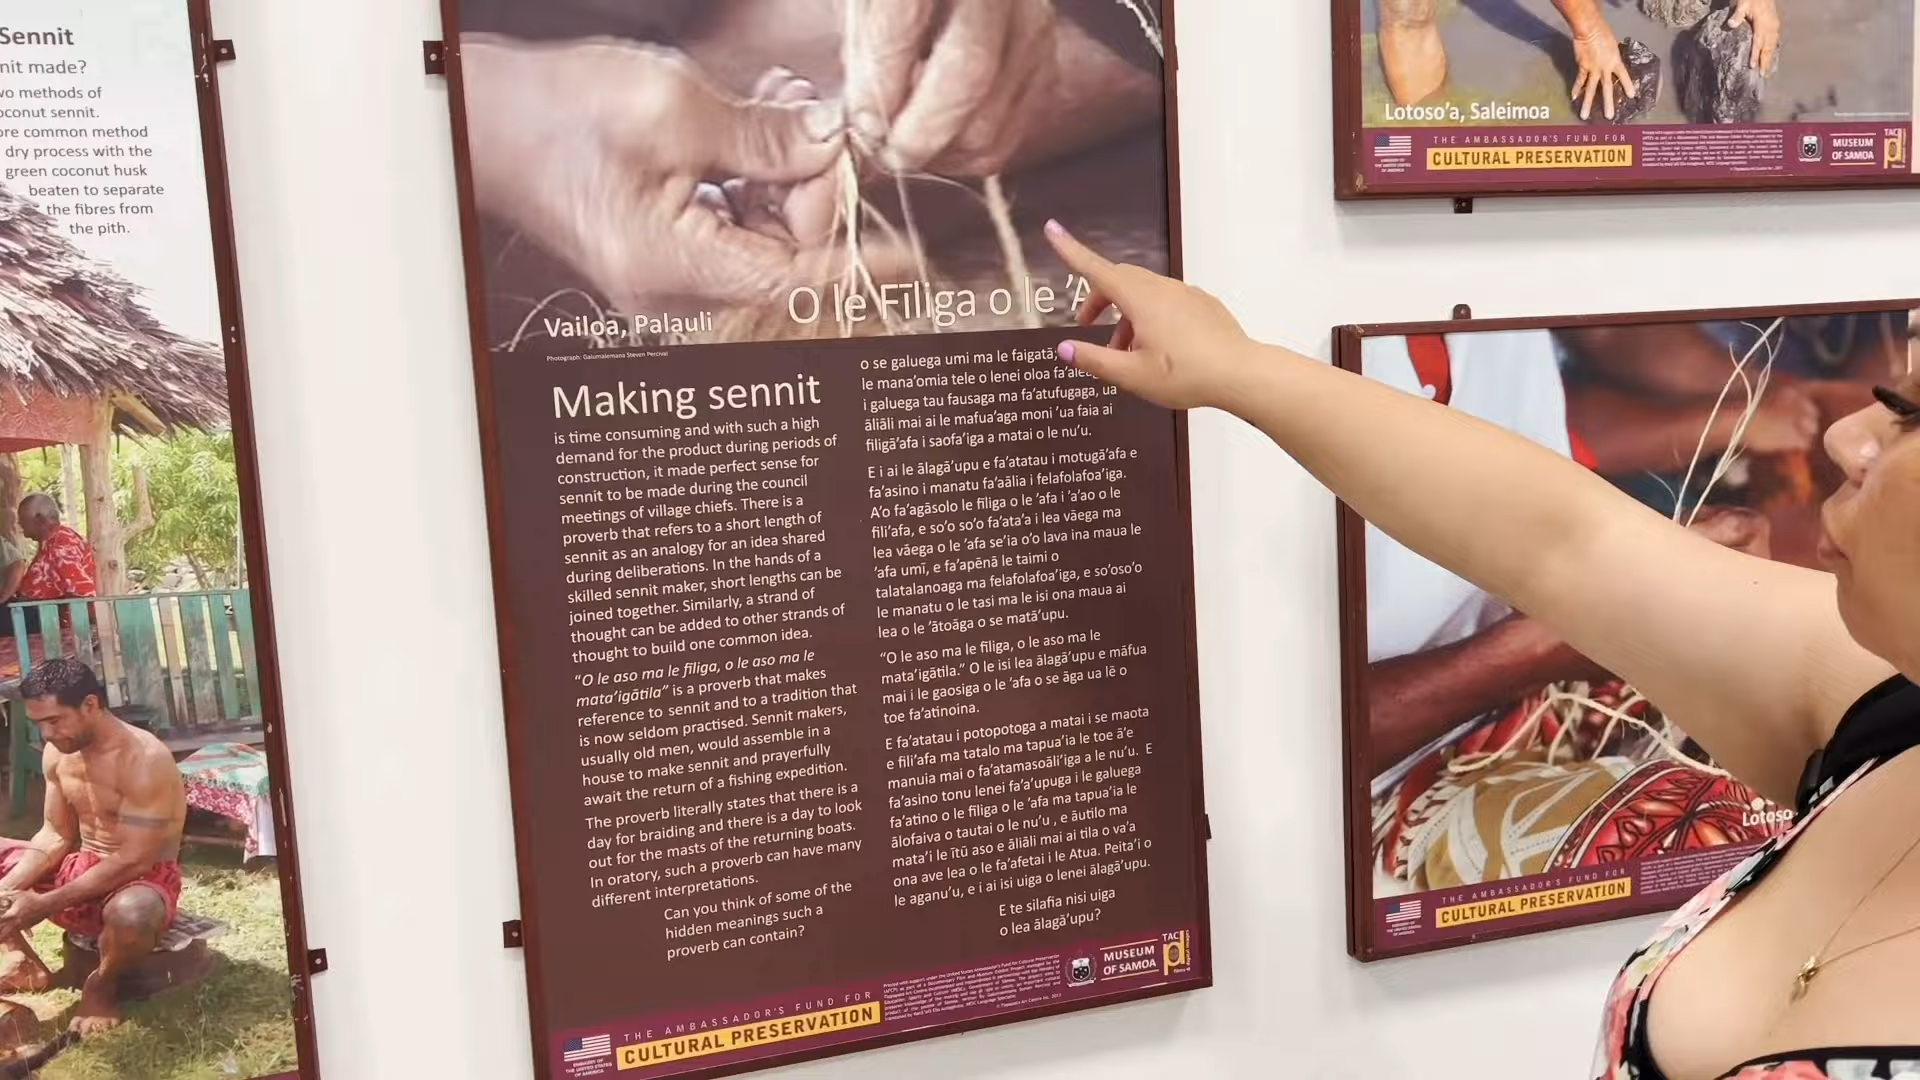 Sennit
made?
methods of
sennit.
common method
dry process with the
green coconut husk
beaten to separate
the fibres from
the pith.
Vailoa, Palauli
O le Fīliga o le
Photograph: Galumalemana Steven Percival
Making sennit
is time consuming and with such a high
demand for the product during periods of
construction, it made perfect sense for
sennit to be made during the council
meetings of village chiefs. There is a
proverb that refers to a short length of
sennit as an analogy for an idea shared
during deliberations. In the hands of a
skilled sennit maker, short lengths can be
joined together. Similarly, a strand of
thought can be added to other strands of
thought to build one common idea.
“O le aso ma le fīliga, o le aso ma le
mata’igātila” is a proverb that makes
reference to sennit and to a tradition that
is now seldom practised. Sennit makers,
usually old men, would assemble in a
house to make sennit and prayerfully
await the return of a fishing expedition.
The proverb literally states that there is a
day for braiding and there is a day to look
out for the masts of the returning boats.
In oratory, such a proverb can have many
different interpretations.
Can you think of some of the
hidden meanings such a
proverb can contain?
o se galuega umi ma le faigatā;
le mana’omia tele o lenei oloa
i galuega tau fausaga ma fa’atufugaga, ua
āliāli mai ai le mafua’aga moni ’ua faia ai
filigā’afa i saofa’iga a matai o le nu’u.
E i ai le ālagā’upu e fa’atatau i motugā’afa e
fa’asino i manatu fa’aālia i felafolafoa’iga.
A’o fa’agāsolo le fīliga o le ’afa i ’a’ao o le
fili’afa, e so’o so’o fa’ata’a i lea vāega ma
lea vāega o le ’afa se’ia o’o lava ina maua le
’afa umī, e fa’apēnā le taimi o
talatalanoaga ma felafolafoa’iga, e so’oso’o
le manatu o le tasi ma le isi ona maua ai
lea o le ’ātoāga o se matā’upu.
“O le aso ma le fīliga, o le aso ma le
mata’igātila.” O le isi lea ālagā’upu e māfua
mai i le gaosiga o le ’afa o se āga ua lē o
toe fa’atinoina.
E fa’atatau i potopotoga a matai i se maota
e fili’afa ma tatalo ma tapua’ia le toe ā’e
manuia mai o fa’atamasoāli’iga a le nu’u. E
fa’asino tonu lenei fa’a’upuga i le galuega
fa’atino o le fīliga o le ’afa ma tapua’ia le
ālofaiva o tautai o le nu’u , e āutilo ma
mata’i le ītū aso e āliāli mai ai tila o va’a
ona ave lea o le fa’afetai i le Atua. Peita’i o
le aganu’u, e i ai isi uiga o lenei ālagā’upu.
E te silafia nisi uiga
o lea ālagā’upu?
EMBASSY OF
THE UNITED STATES
OF AMERICA
THE AMBASSADOR'S FUND FOR
CULTURAL PRESERVATION
MUSEUM
OF SAMOA
TAC
Lotoso’a, Saleimoa
THE AMBASSADOR'S FUND FOR
CULTURAL PRESERVATION
MUSEUM
OF SAMOA
TAC
Lotoso
THE AMBASSADOR'S FUND FOR
CULTURAL PRESERVATION